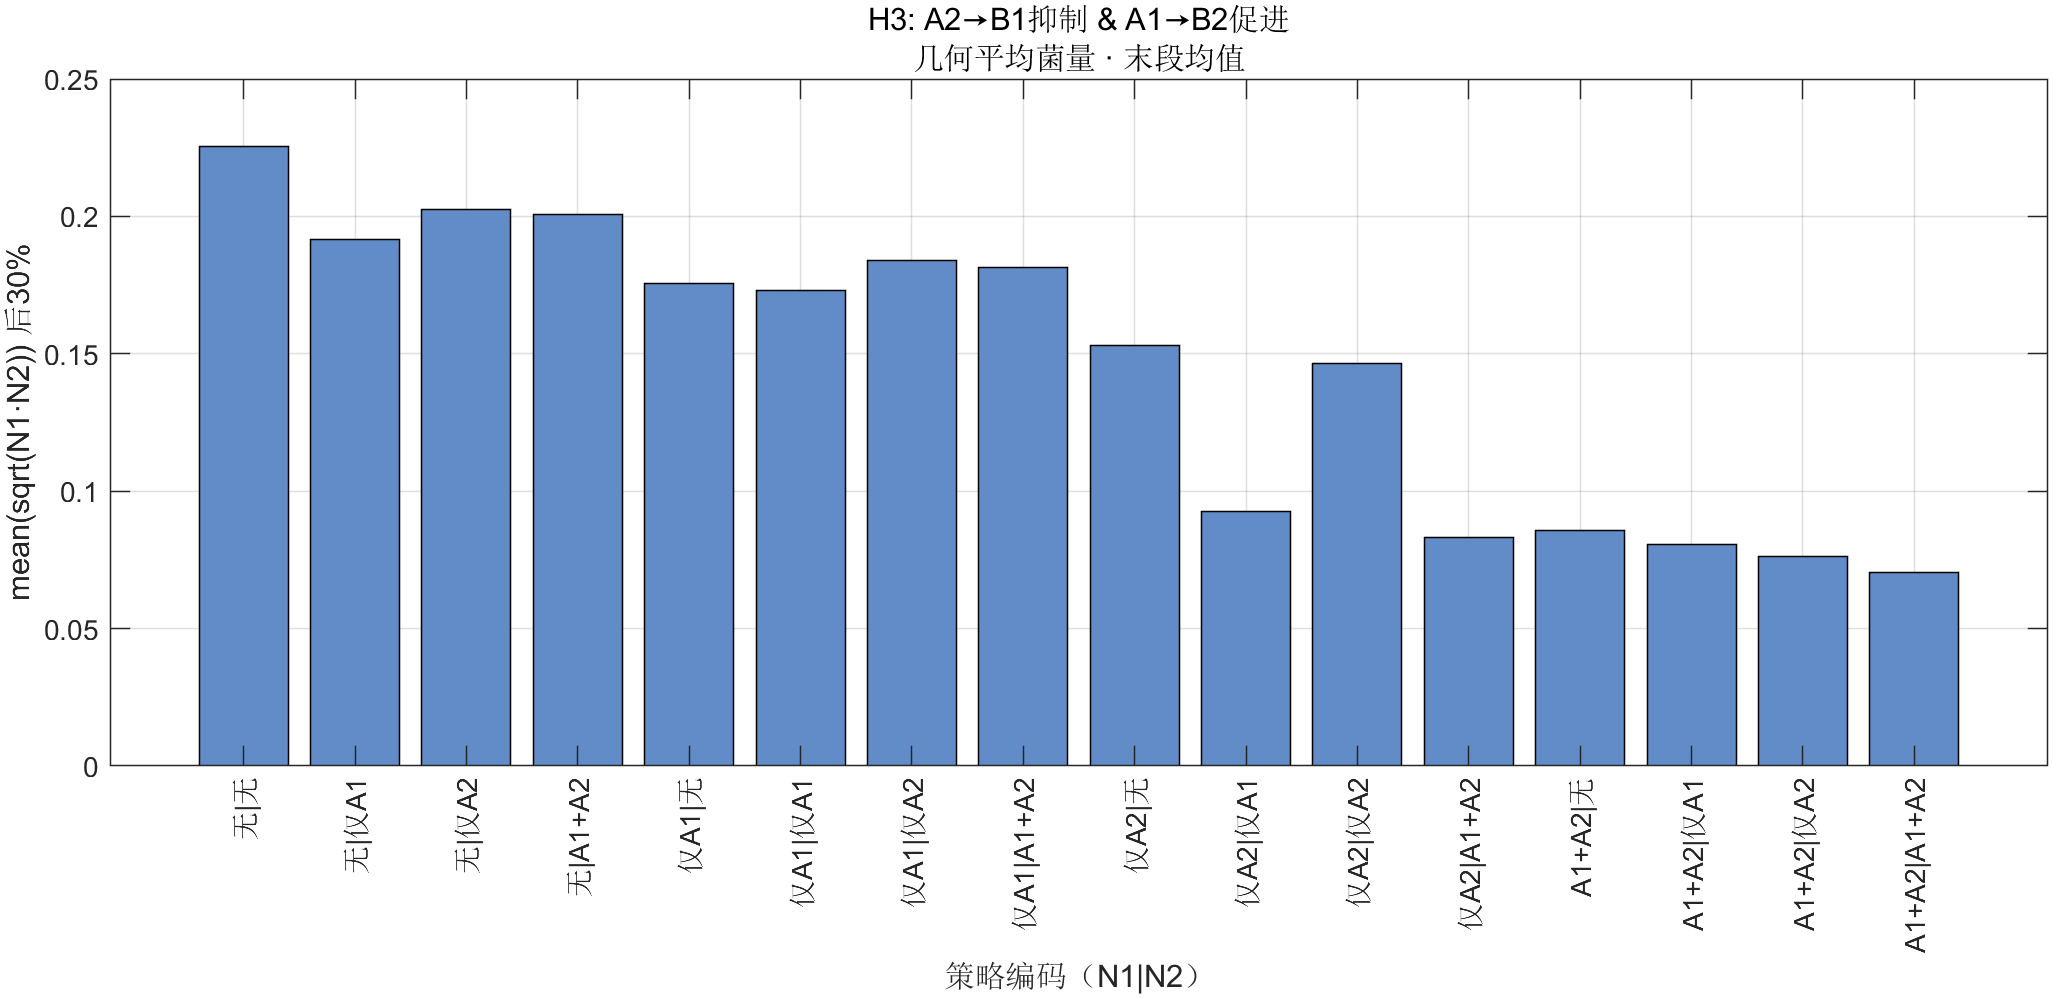 H3: A2→B1抑制 & A1→B2促进
几何平均菌量 · 末段均值
mean(sqrt(N1·N2)) 后30%
0.25
0.2
0.15
0.1
0.05
0
无|无
无|仅A1
无|仅A2
无|A1+A2
仅A1|无
仅A1|仅A1
仅A1|仅A2
仅A1|A1+A2
仅A2|无
仅A2|仅A1
仅A2|仅A2
仅A2|A1+A2
A1+A2|无
A1+A2|仅A1
A1+A2|仅A2
A1+A2|A1+A2
策略编码（N1|N2）